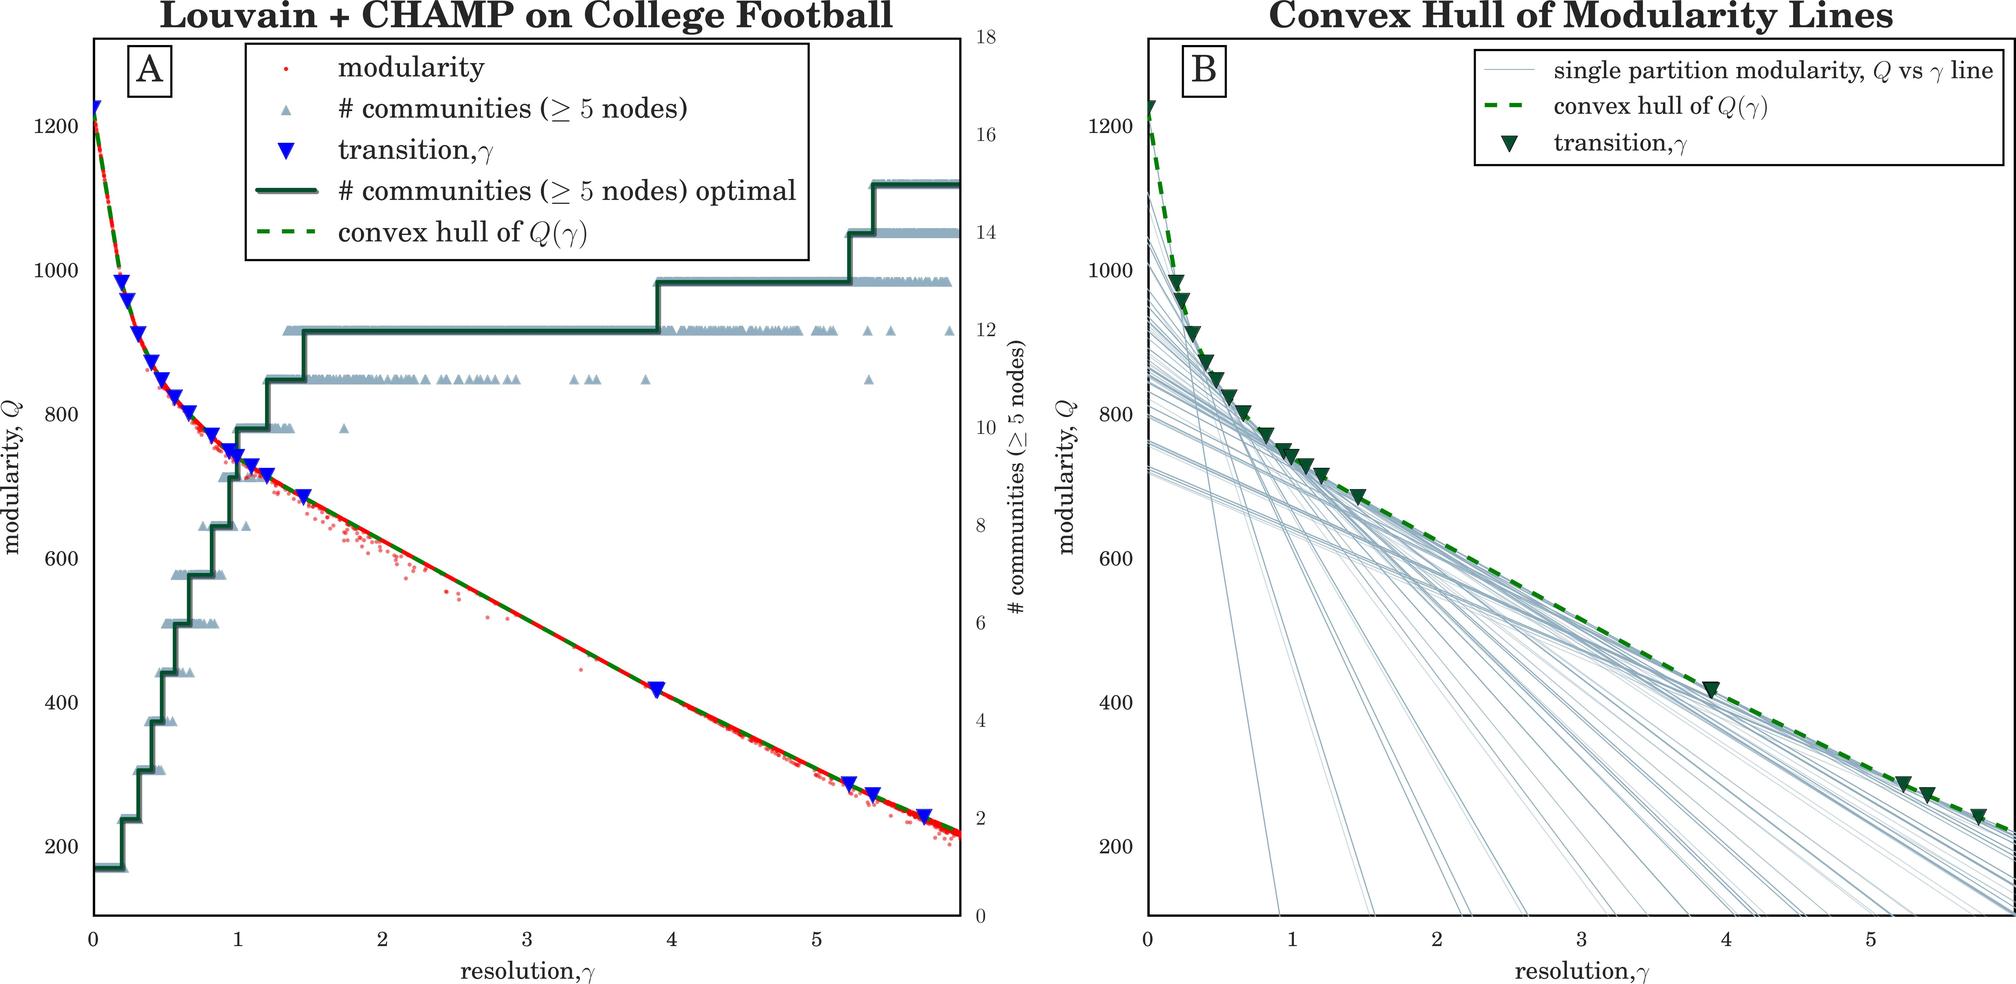 Louvain + CHAMP on College Football
A
modularity
# communities (≥ 5 nodes)
transition,γ
# communities (≥ 5 nodes) optimal
convex hull of Q(γ)
1200
1000
800
600
400
200
modularity, Q
18
16
14
12
10
8
6
4
2
0
# communities (≥ 5 nodes)
0 1 2 3 4 5
resolution,γ
Convex Hull of Modularity Lines
B
single partition modularity, Q vs γ line
convex hull of Q(γ)
transition,γ
1200
1000
800
600
400
200
modularity, Q
0 1 2 3 4 5
resolution,γ